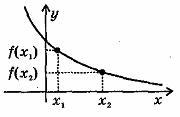 y
f(x₁)
f(x₂)
x₁ x₂ x